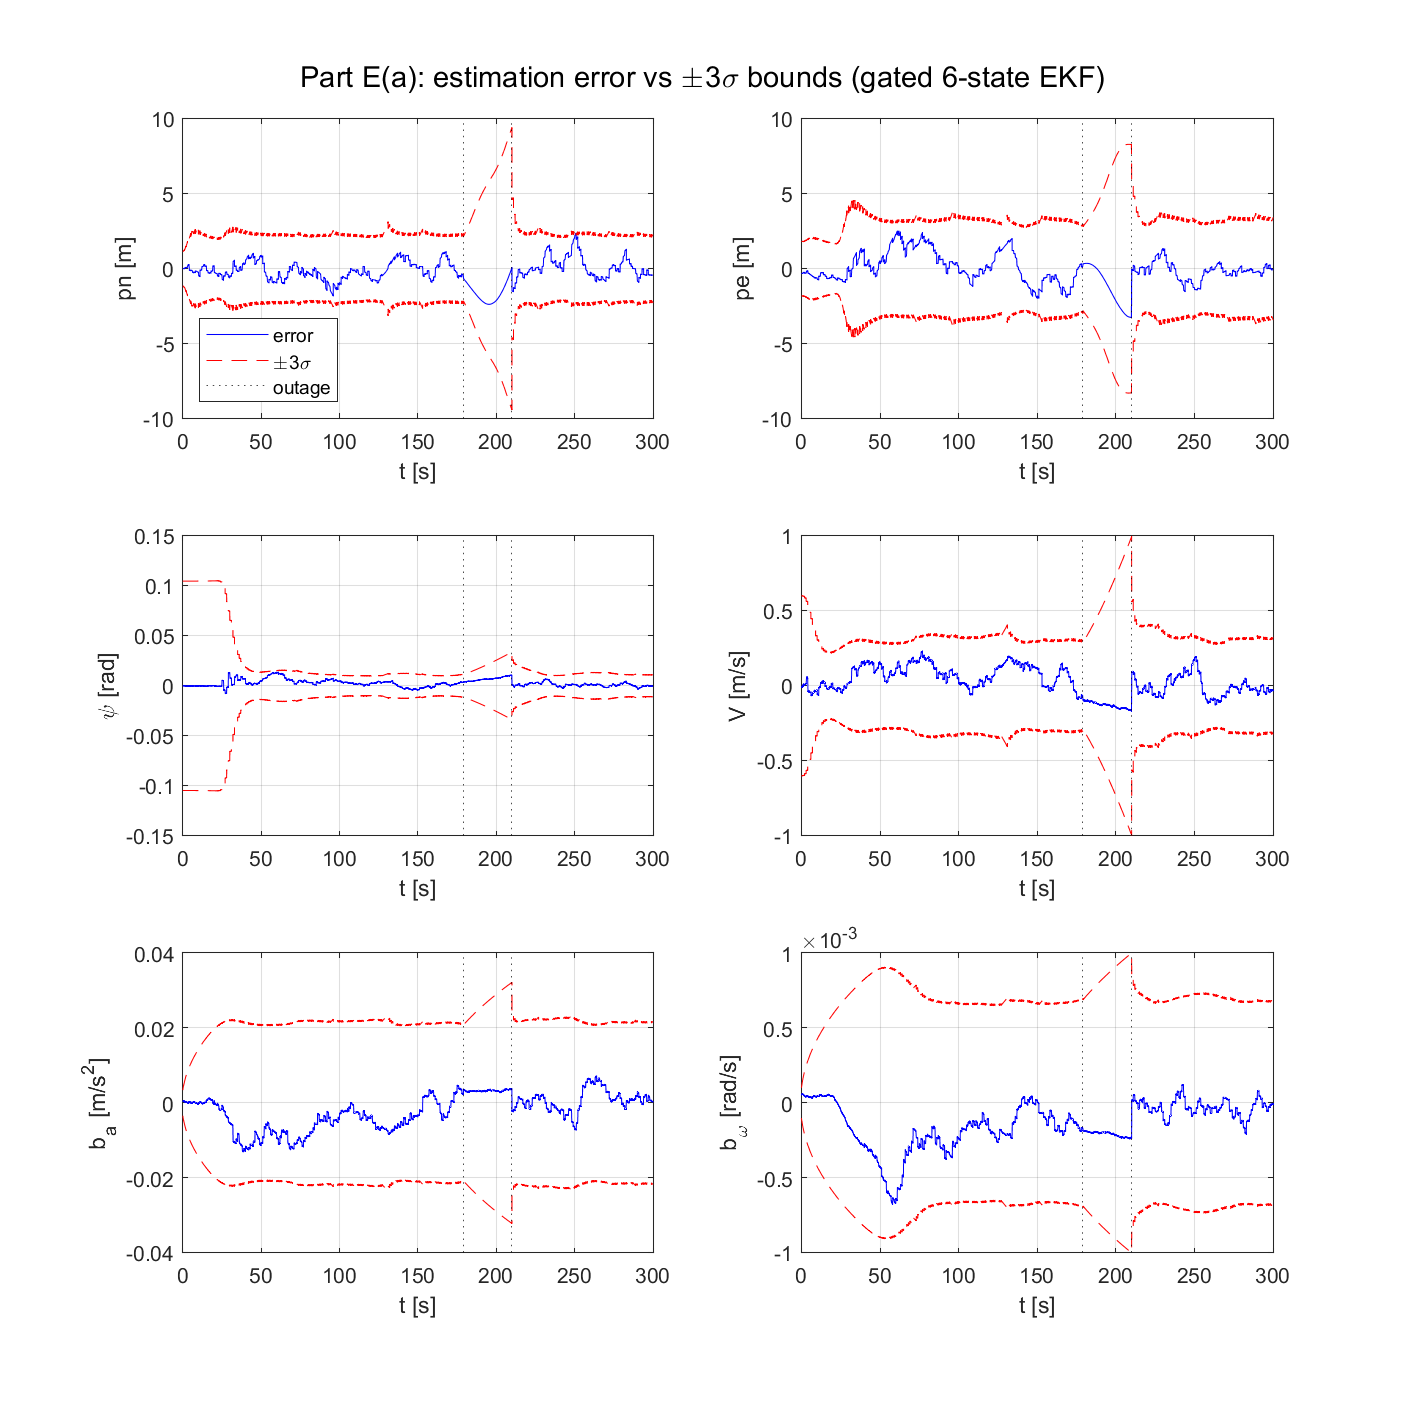 Part E(a): estimation error vs ±3σ bounds (gated 6-state EKF)
10
5
0
-5
-10
pn [m]
error
±3σ
outage
0 50 100 150 200 250 300
t [s]
10
5
0
-5
-10
pe [m]
0 50 100 150 200 250 300
t [s]
0.15
0.1
0.05
0
-0.05
-0.1
-0.15
ψ [rad]
0 50 100 150 200 250 300
t [s]
1
0.5
0
-0.5
-1
V [m/s]
0 50 100 150 200 250 300
t [s]
0.04
0.02
0
-0.02
-0.04
b_a [m/s^2]
0 50 100 150 200 250 300
t [s]
×10^-3
1
0.5
0
-0.5
-1
b_ω [rad/s]
0 50 100 150 200 250 300
t [s]